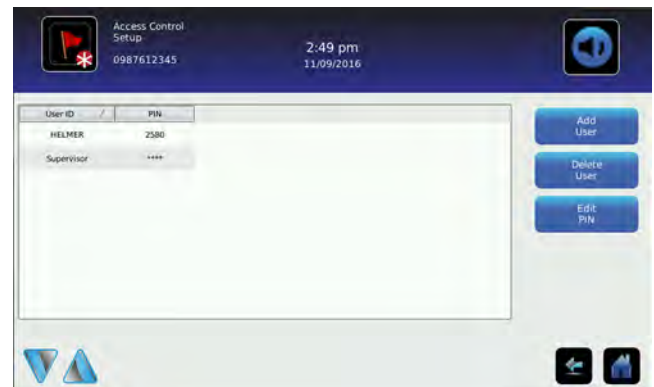 Access Control
Setup
0987612345
2:49 pm
11/09/2016
User ID / PIN
HELMER 2580
Supervisor ****
Add
User
Delete
User
Edit
PIN